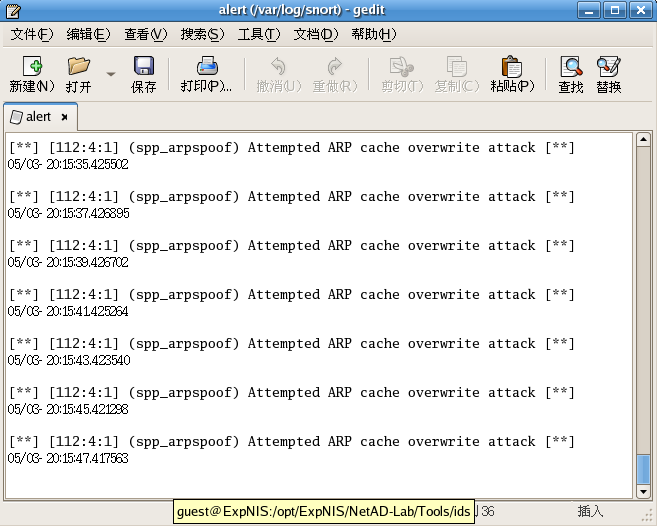 alert (/var/log/snort) - gedit
文件(F) 编辑(E) 查看(V) 搜索(S) 工具(T) 文档(D) 帮助(H)
新建(N) 打开 保存 打印(P)... 撤消(U) 重做(R) 剪切(T) 复制(C) 粘贴(P) 查找 替换
alert
[**] [112:4:1] (spp_arpspoof) Attempted ARP cache overwrite attack [**]
05/03-20:15:35.425502
[**] [112:4:1] (spp_arpspoof) Attempted ARP cache overwrite attack [**]
05/03-20:15:37.426895
[**] [112:4:1] (spp_arpspoof) Attempted ARP cache overwrite attack [**]
05/03-20:15:39.426702
[**] [112:4:1] (spp_arpspoof) Attempted ARP cache overwrite attack [**]
05/03-20:15:41.425264
[**] [112:4:1] (spp_arpspoof) Attempted ARP cache overwrite attack [**]
05/03-20:15:43.423540
[**] [112:4:1] (spp_arpspoof) Attempted ARP cache overwrite attack [**]
05/03-20:15:45.421298
[**] [112:4:1] (spp_arpspoof) Attempted ARP cache overwrite attack [**]
05/03-20:15:47.417563
guest@ExpNIS:/opt/ExpNIS/NetAD-Lab/Tools/ids 36 插入